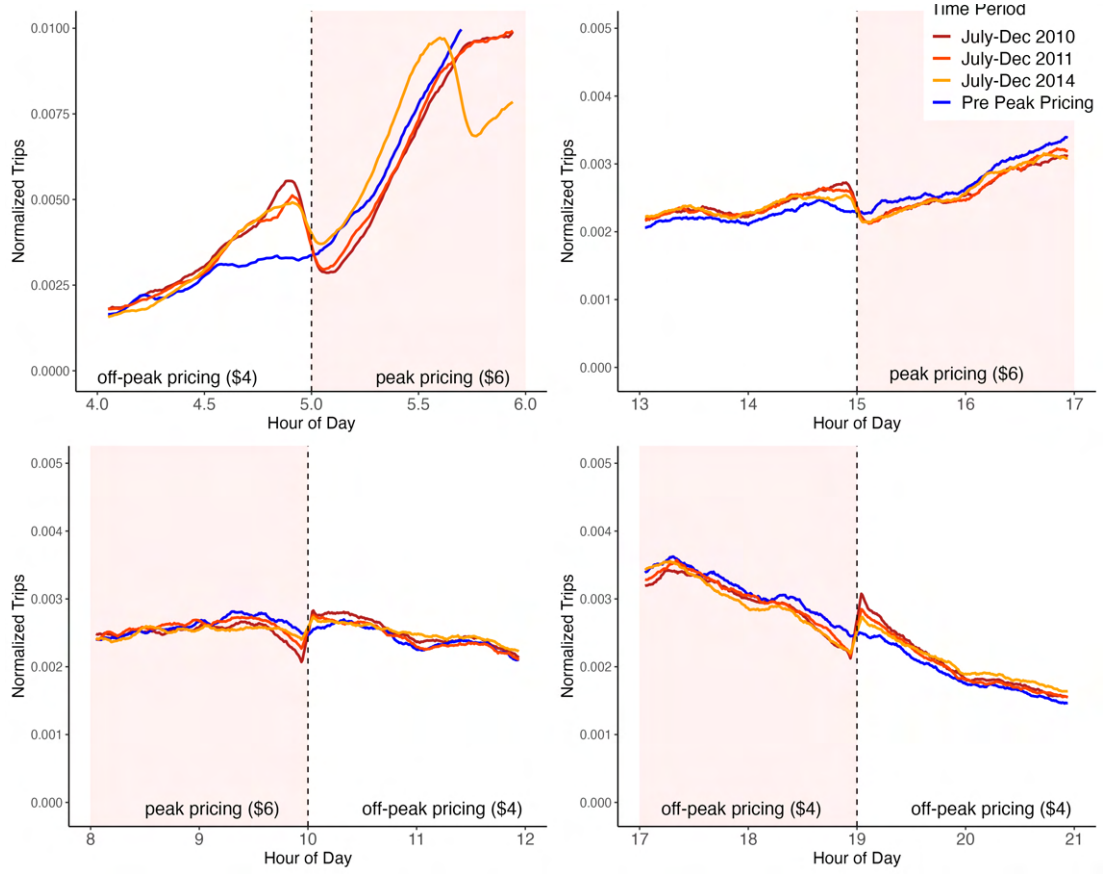 Time Period
July-Dec 2010
July-Dec 2011
July-Dec 2014
Pre Peak Pricing
Normalized Trips
0.0100
0.0075
0.0050
0.0025
0.0000
off-peak pricing ($4)
peak pricing ($6)
4.0 4.5 5.0 5.5 6.0
Hour of Day
Normalized Trips
0.005
0.004
0.003
0.002
0.001
0.000
peak pricing ($6)
13 14 15 16 17
Hour of Day
Normalized Trips
0.005
0.004
0.003
0.002
0.001
0.000
peak pricing ($6)
off-peak pricing ($4)
8 9 10 11 12
Hour of Day
Normalized Trips
0.005
0.004
0.003
0.002
0.001
0.000
off-peak pricing ($4)
off-peak pricing ($4)
17 18 19 20 21
Hour of Day